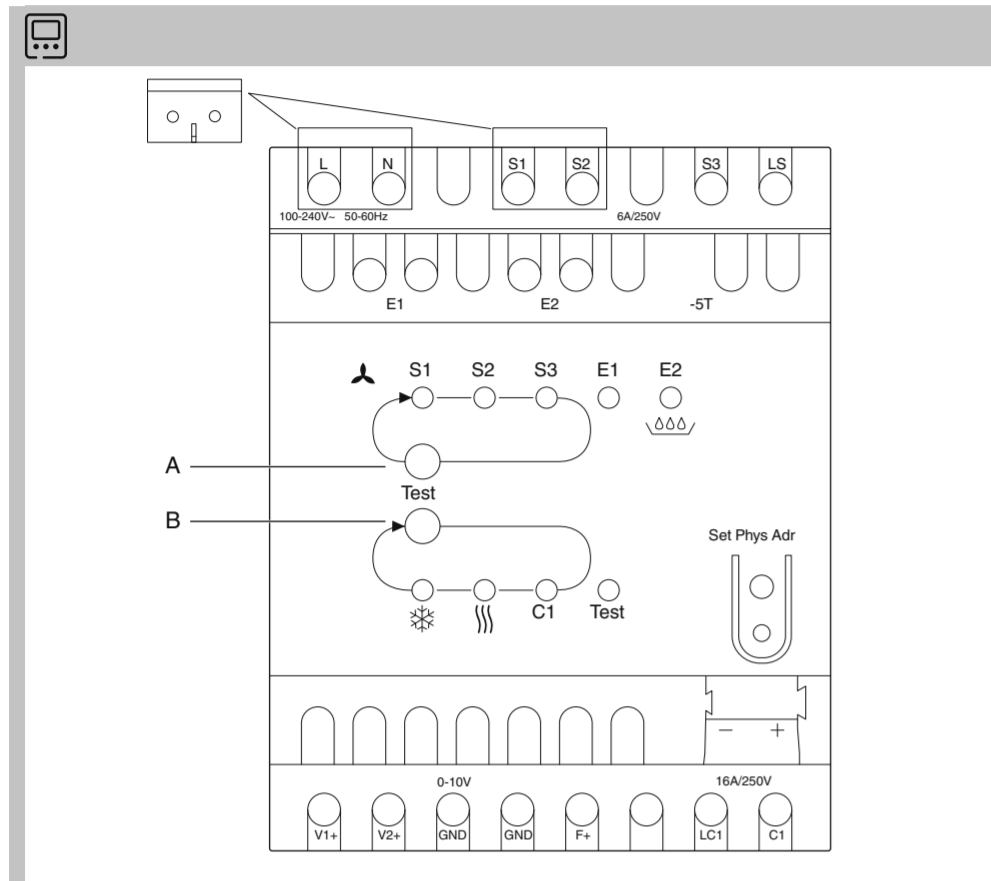 L N S1 S2 S3 LS
100-240V~ 50-60Hz 6A/250V
E1 E2 -5T
S1 S2 S3 E1 E2
A
Test
B
Set Phys Adr
C1 Test
- +
0-10V 16A/250V
V1+ V2+ GND GND F+ LC1 C1